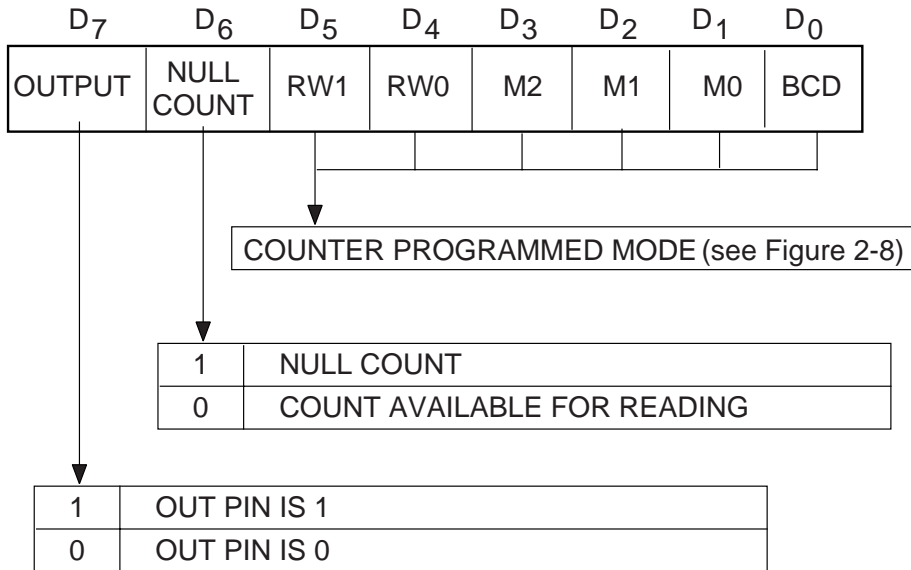 D7 D6 D5 D4 D3 D2 D1 D0
OUTPUT NULL COUNT RW1 RW0 M2 M1 M0 BCD
COUNTER PROGRAMMED MODE (see Figure 2-8)
1 NULL COUNT
0 COUNT AVAILABLE FOR READING
1 OUT PIN IS 1
0 OUT PIN IS 0